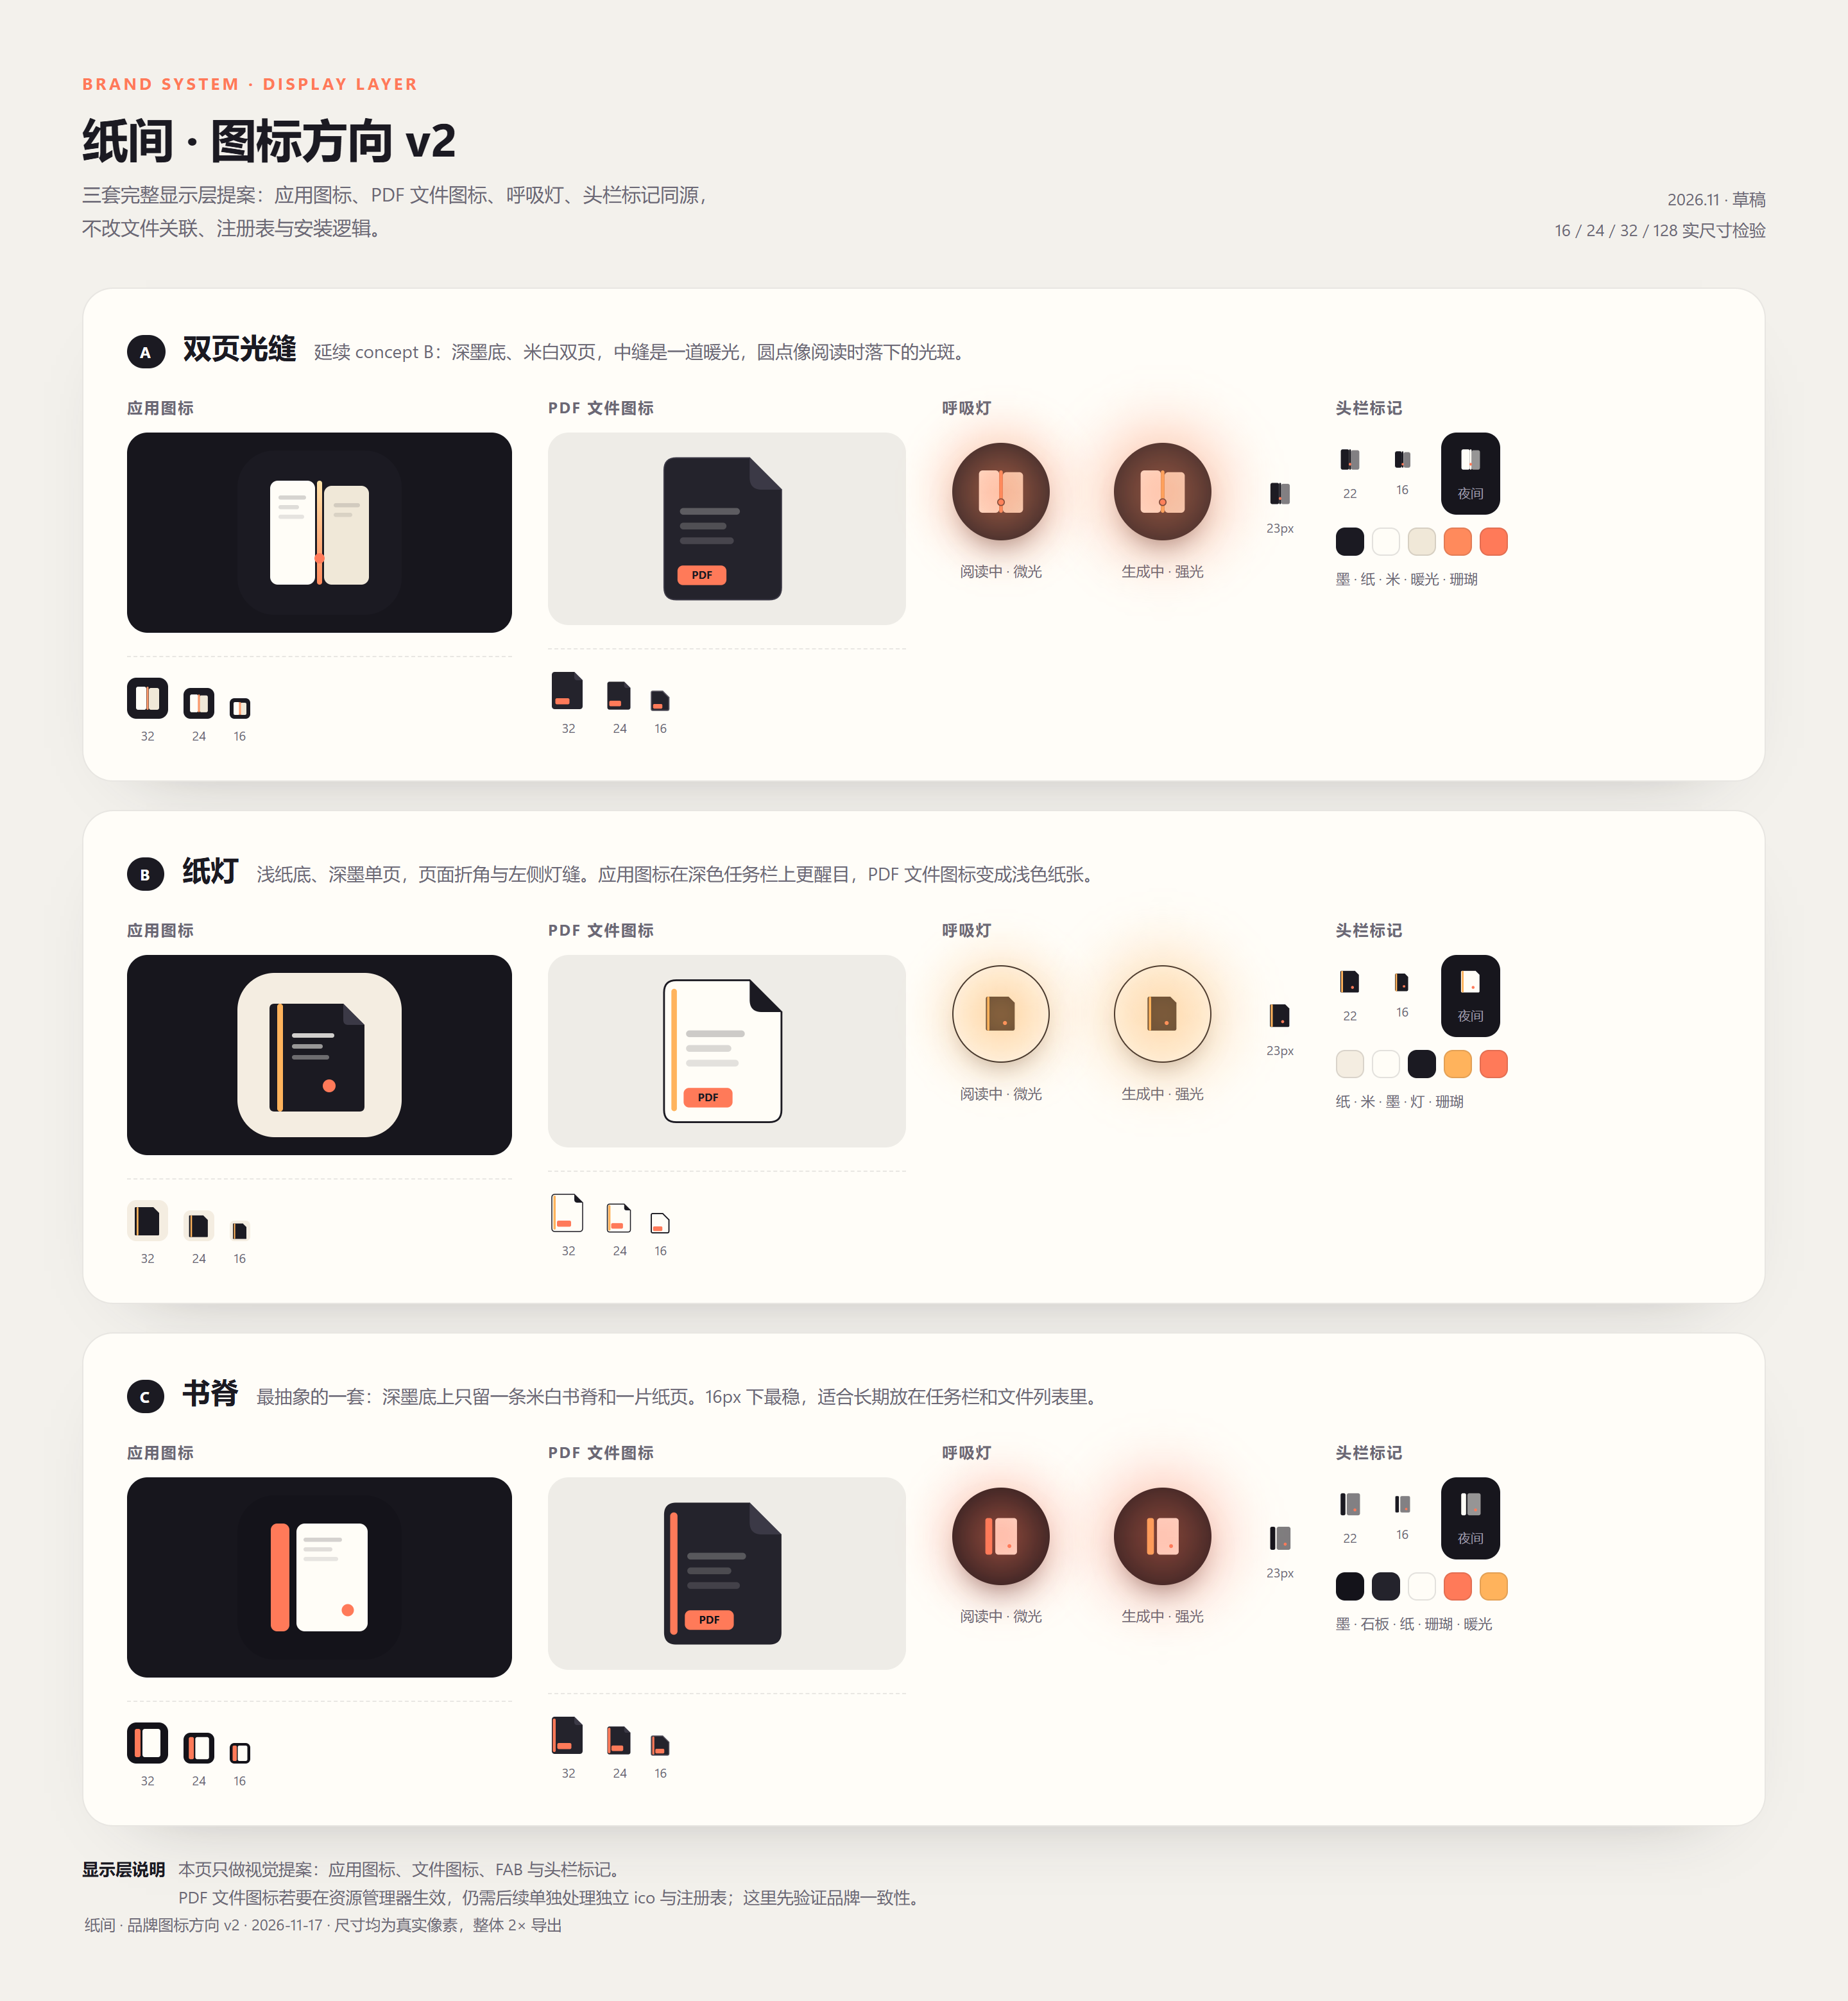 BRAND SYSTEM · DISPLAY LAYER
纸间 · 图标方向 v2
三套完整显示层提案：应用图标、PDF 文件图标、呼吸灯、头栏标记同源，
不改文件关联、注册表与安装逻辑。
2026.11 · 草稿
16 / 24 / 32 / 128 实尺寸检验
A 双页光缝 延续 concept B：深墨底、米白双页，中缝是一道暖光，圆点像阅读时落下的光斑。
应用图标 PDF 文件图标 呼吸灯 头栏标记
PDF
阅读中 · 微光 生成中 · 强光 23px
22 16 夜间
墨 · 纸 · 米 · 暖光 · 珊瑚
32 24 16
32 24 16
B 纸灯 浅纸底、深墨单页，页面折角与左侧灯缝。应用图标在深色任务栏上更醒目，PDF 文件图标变成浅色纸张。
应用图标 PDF 文件图标 呼吸灯 头栏标记
PDF
阅读中 · 微光 生成中 · 强光 23px
22 16 夜间
纸 · 米 · 墨 · 灯 · 珊瑚
32 24 16
32 24 16
C 书脊 最抽象的一套：深墨底上只留一条米白书脊和一片纸页。16px 下最稳，适合长期放在任务栏和文件列表里。
应用图标 PDF 文件图标 呼吸灯 头栏标记
PDF
阅读中 · 微光 生成中 · 强光 23px
22 16 夜间
墨 · 石板 · 纸 · 珊瑚 · 暖光
32 24 16
32 24 16
显示层说明 本页只做视觉提案：应用图标、文件图标、FAB 与头栏标记。
PDF 文件图标若要在资源管理器生效，仍需后续单独处理独立 ico 与注册表；这里先验证品牌一致性。
纸间 · 品牌图标方向 v2 · 2026-11-17 · 尺寸均为真实像素，整体 2× 导出